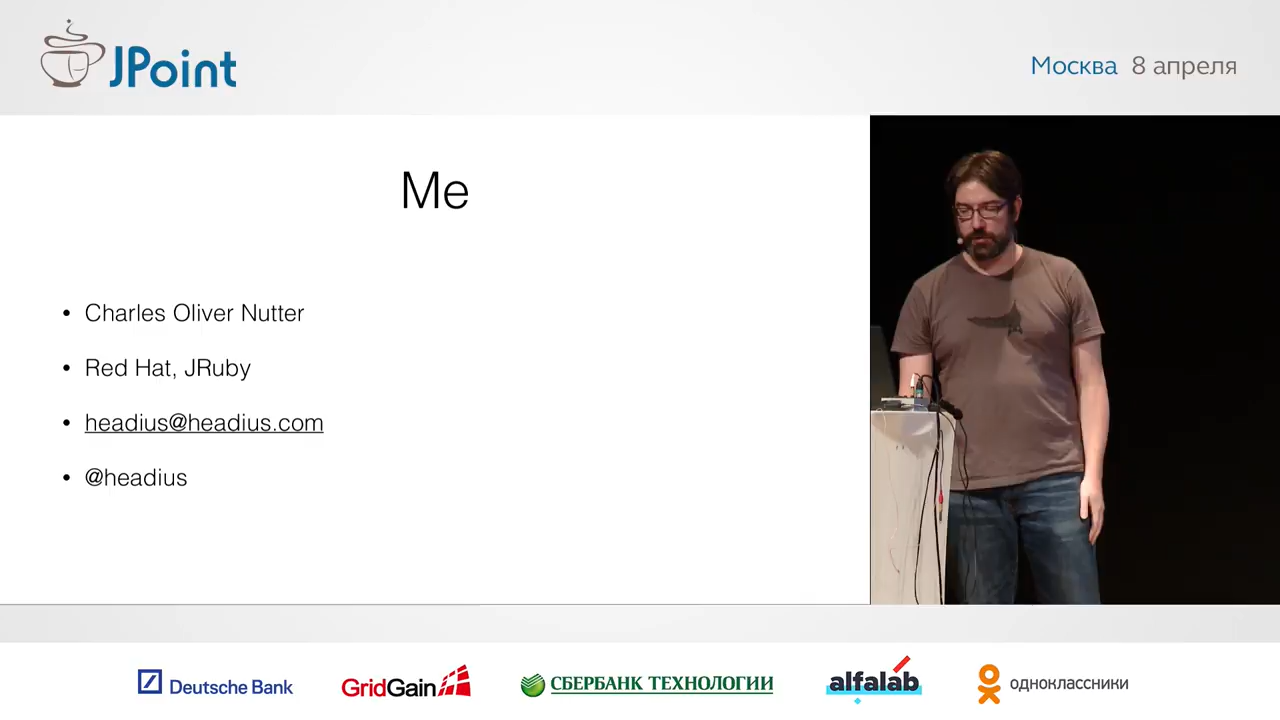 JPoint
Москва 8 апреля
Me
• Charles Oliver Nutter
• Red Hat, JRuby
• headius@headius.com
• @headius
Deutsche Bank
GridGain
СБЕРБАНК ТЕХНОЛОГИИ
alfalab
одноклассники